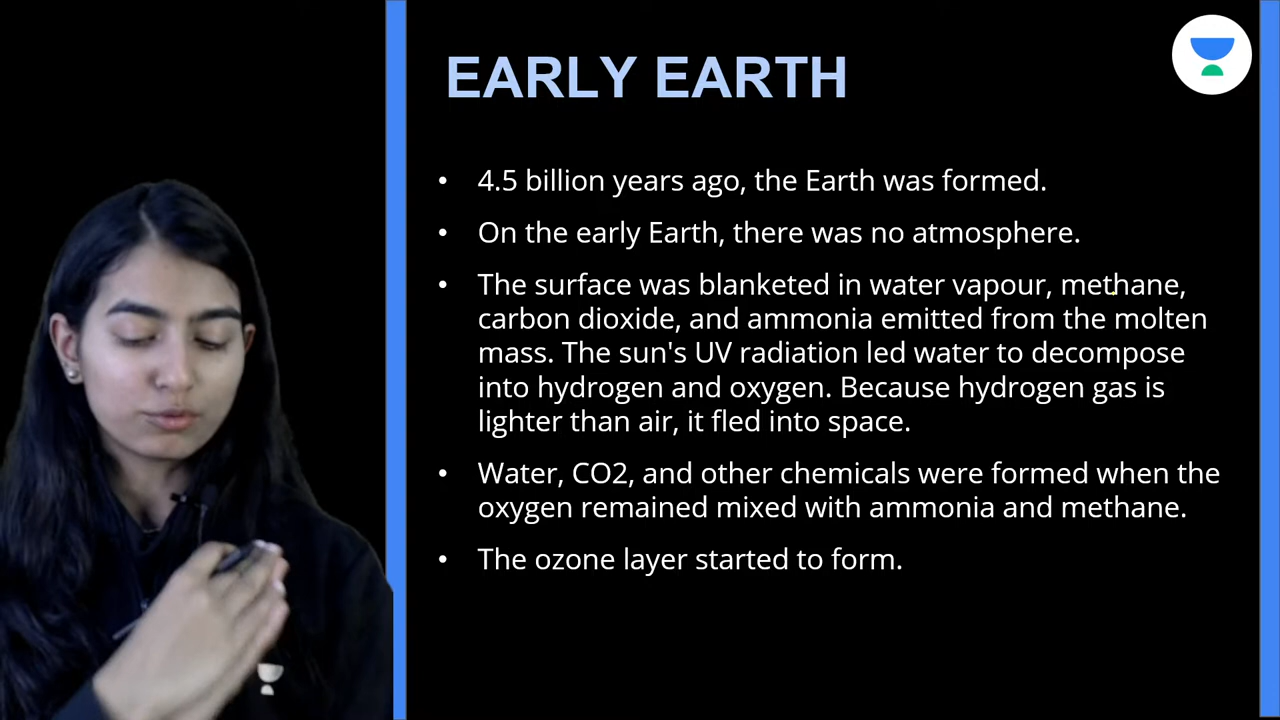 EARLY EARTH
• 4.5 billion years ago, the Earth was formed.
• On the early Earth, there was no atmosphere.
• The surface was blanketed in water vapour, methane,
carbon dioxide, and ammonia emitted from the molten
mass. The sun's UV radiation led water to decompose
into hydrogen and oxygen. Because hydrogen gas is
lighter than air, it fled into space.
• Water, CO2, and other chemicals were formed when the
oxygen remained mixed with ammonia and methane.
• The ozone layer started to form.